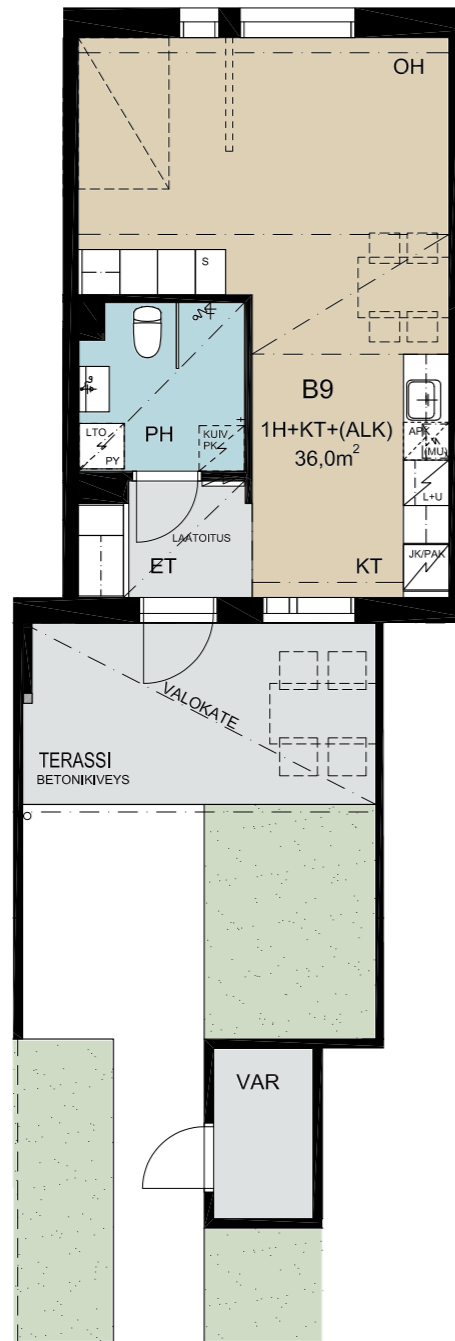 OH
S
B9
1H+KT+(ALK)
36,0m²
APK
(MU)
L+U
JK/PAK
KT
PH
LTO
PY
KUIV.
PK
LAATOITUS
ET
VALOKATE
TERASSI
BETONIKIVEYS
VAR